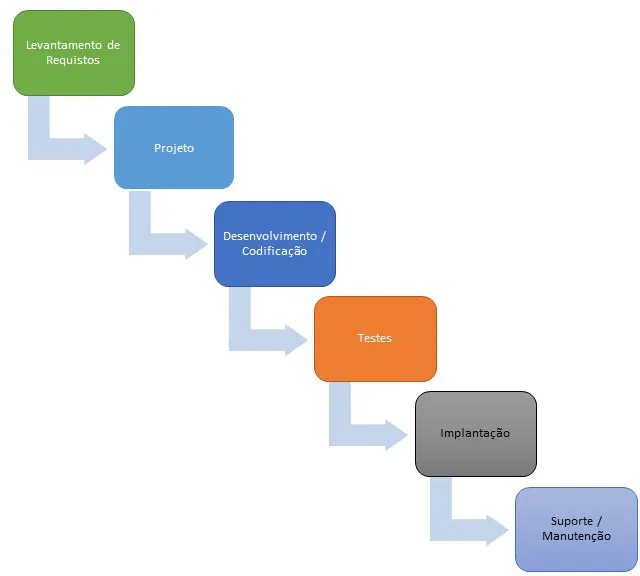 Levantamento de
Requistos
Projeto
Desenvolvimento /
Codificação
Testes
Implantação
Suporte /
Manutenção